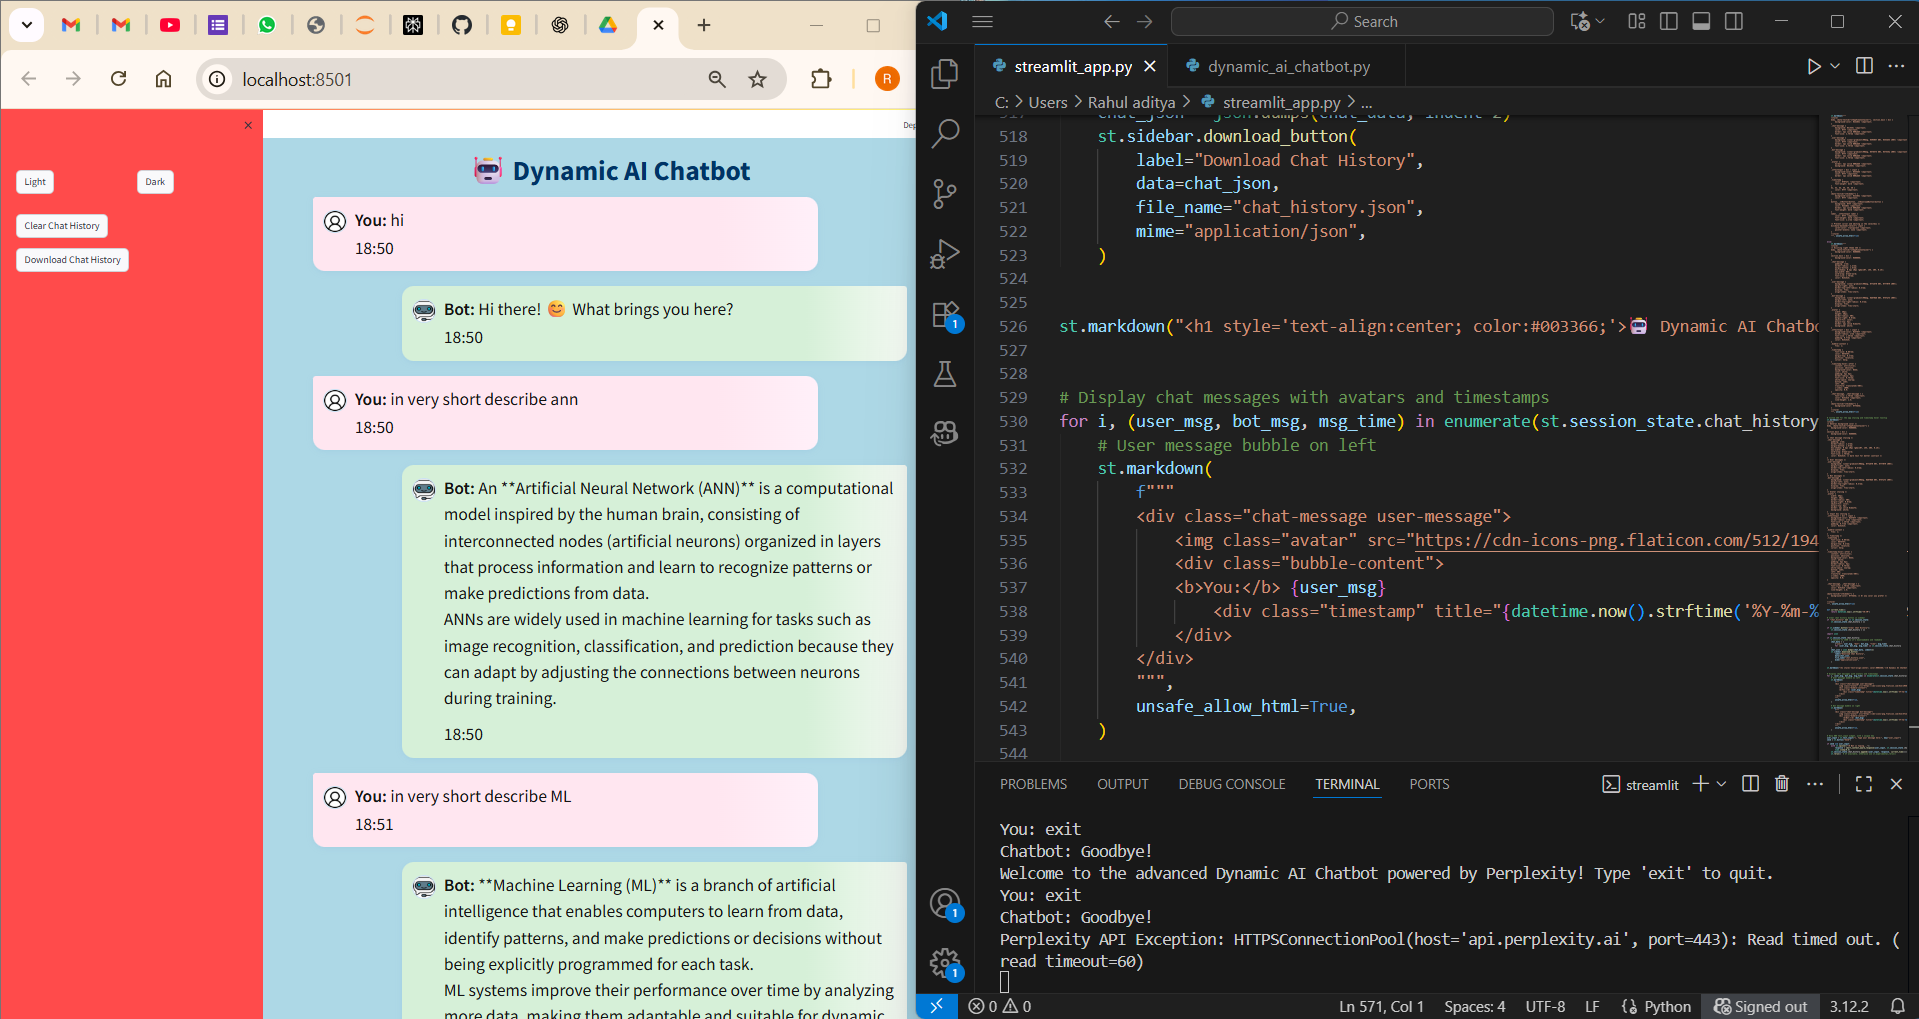 localhost:8501
R
Dep
Light
Dark
Clear Chat History
Download Chat History
Dynamic AI Chatbot
You: hi
18:50
Bot: Hi there! 😊 What brings you here?
18:50
You: in very short describe ann
18:50
Bot: An **Artificial Neural Network (ANN)** is a computational
model inspired by the human brain, consisting of
interconnected nodes (artificial neurons) organized in layers
that process information and learn to recognize patterns or
make predictions from data.
ANNs are widely used in machine learning for tasks such as
image recognition, classification, and prediction because they
can adapt by adjusting the connections between neurons
during training.
18:50
You: in very short describe ML
18:51
Bot: **Machine Learning (ML)** is a branch of artificial
intelligence that enables computers to learn from data,
identify patterns, and make predictions or decisions without
being explicitly programmed for each task.
ML systems improve their performance over time by analyzing
more data, making them adaptable and suitable for dynamic
Search
streamlit_app.py
dynamic_ai_chatbot.py
C: > Users > Rahul aditya > streamlit_app.py > ...
517 chat_json = json.dumps(chat_data, indent=2)
518 st.sidebar.download_button(
519 label="Download Chat History",
520 data=chat_json,
521 file_name="chat_history.json",
522 mime="application/json",
523 )
524
525
526 st.markdown("<h1 style='text-align:center; color:#003366;'>🤖 Dynamic AI Chatbo
527
528
529 # Display chat messages with avatars and timestamps
530 for i, (user_msg, bot_msg, msg_time) in enumerate(st.session_state.chat_history
531 # User message bubble on left
532 st.markdown(
533 f"""
534 <div class="chat-message user-message">
535 <img class="avatar" src="https://cdn-icons-png.flaticon.com/512/194
536 <div class="bubble-content">
537 <b>You:</b> {user_msg}
538 <div class="timestamp" title="{datetime.now().strftime('%Y-%m-%
539 </div>
540 </div>
541 """,
542 unsafe_allow_html=True,
543 )
544
1
1
1
PROBLEMS OUTPUT DEBUG CONSOLE TERMINAL PORTS
streamlit
You: exit
Chatbot: Goodbye!
Welcome to the advanced Dynamic AI Chatbot powered by Perplexity! Type 'exit' to quit.
You: exit
Chatbot: Goodbye!
Perplexity API Exception: HTTPSConnectionPool(host='api.perplexity.ai', port=443): Read timed out. (
read timeout=60)
0 0 Ln 571, Col 1 Spaces: 4 UTF-8 LF {} Python Signed out 3.12.2